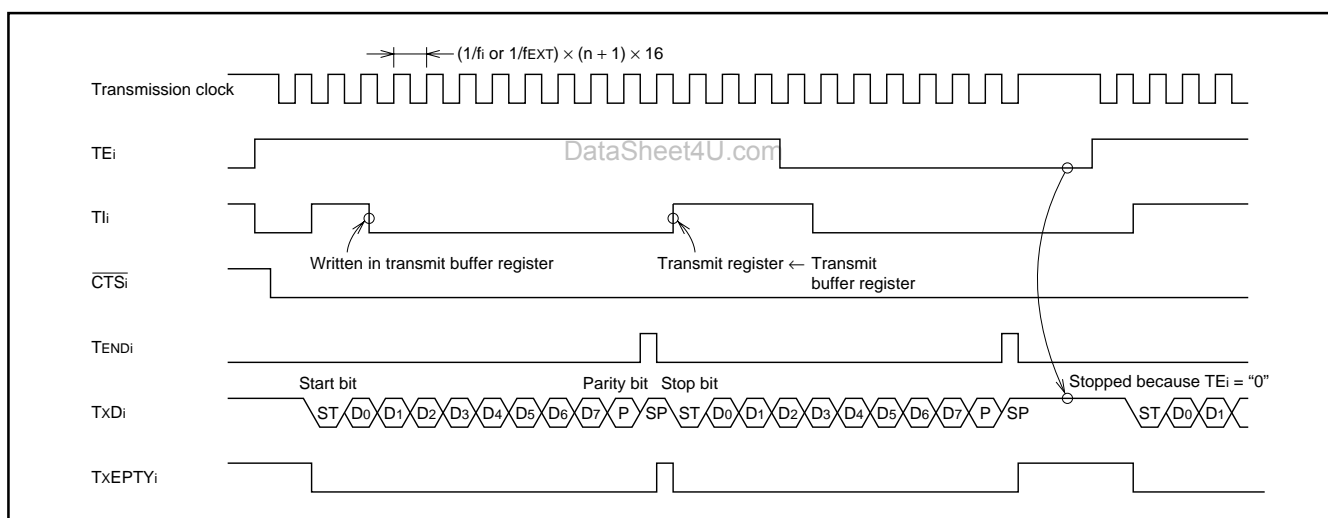 (1/fi or 1/fEXT) × (n + 1) × 16
Transmission clock
DataSheet4U.com
TEi
TIi
Written in transmit buffer register
Transmit register ← Transmit
buffer register
CTSi
TENDi
Start bit
Parity bit
Stop bit
Stopped because TEi = “0”
TxDi
ST D0 D1 D2 D3 D4 D5 D6 D7 P SP ST D0 D1 D2 D3 D4 D5 D6 D7 P SP ST D0 D1
TxEPTYi